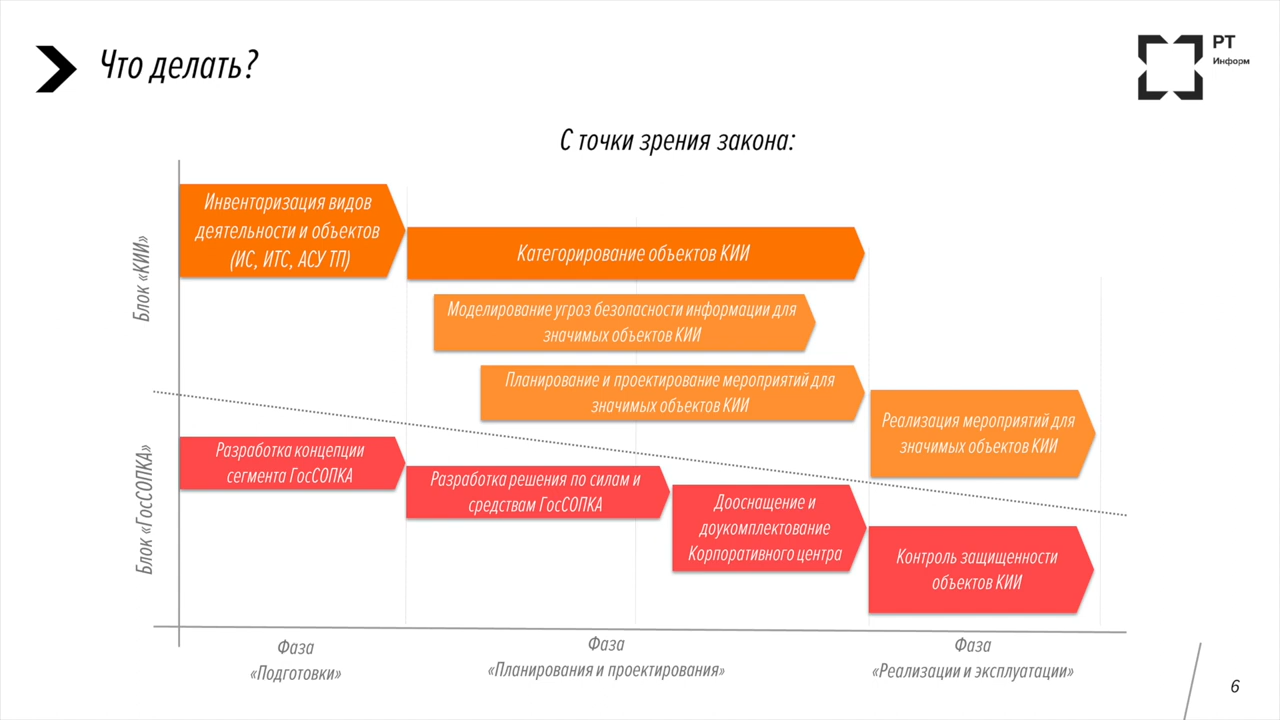 Что делать?
РТ
Информ
С точки зрения закона:
Блок «КИИ»
Инвентаризация видов
деятельности и объектов
(ИС, ИТС, АСУ ТП)
Категорирование объектов КИИ
Моделирование угроз безопасности информации для
значимых объектов КИИ
Планирование и проектирование мероприятий для
значимых объектов КИИ
Реализация мероприятий для
значимых объектов КИИ
Блок «ГосСОПКА»
Разработка концепции
сегмента ГосСОПКА
Разработка решения по силам и
средствам ГосСОПКА
Дооснащение и
доукомплектование
Корпоративного центра
Контроль защищенности
объектов КИИ
Фаза
«Подготовки»
Фаза
«Планирования и проектирования»
Фаза
«Реализации и эксплуатации»
6